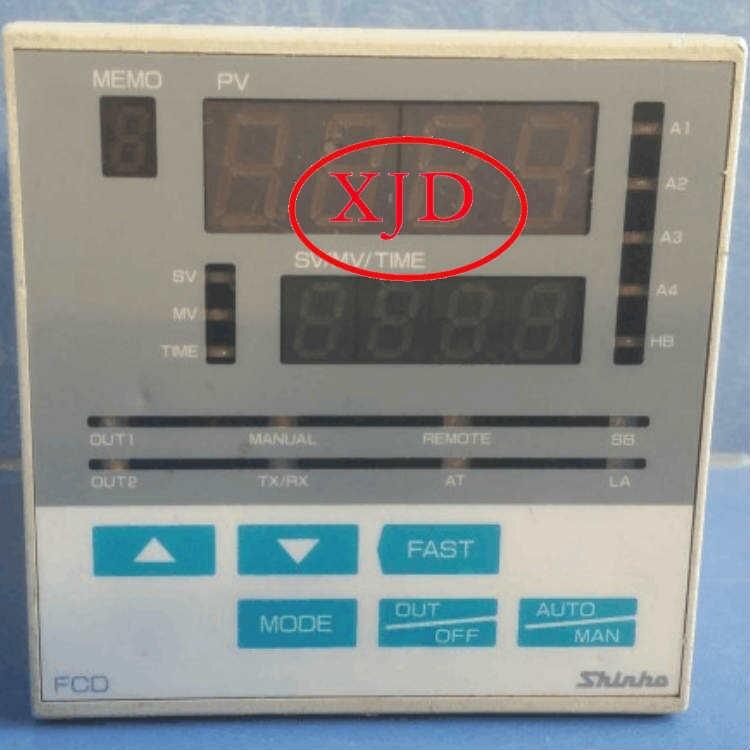 MEMO PV
A1
XJD
A2
A3
SV/MV/TIME
SV
A4
MV
HB
TIME
OUT1 MANUAL REMOTE SB
OUT2 TX/RX AT LA
FAST
MODE OUT/OFF AUTO/MAN
FCD Shinko